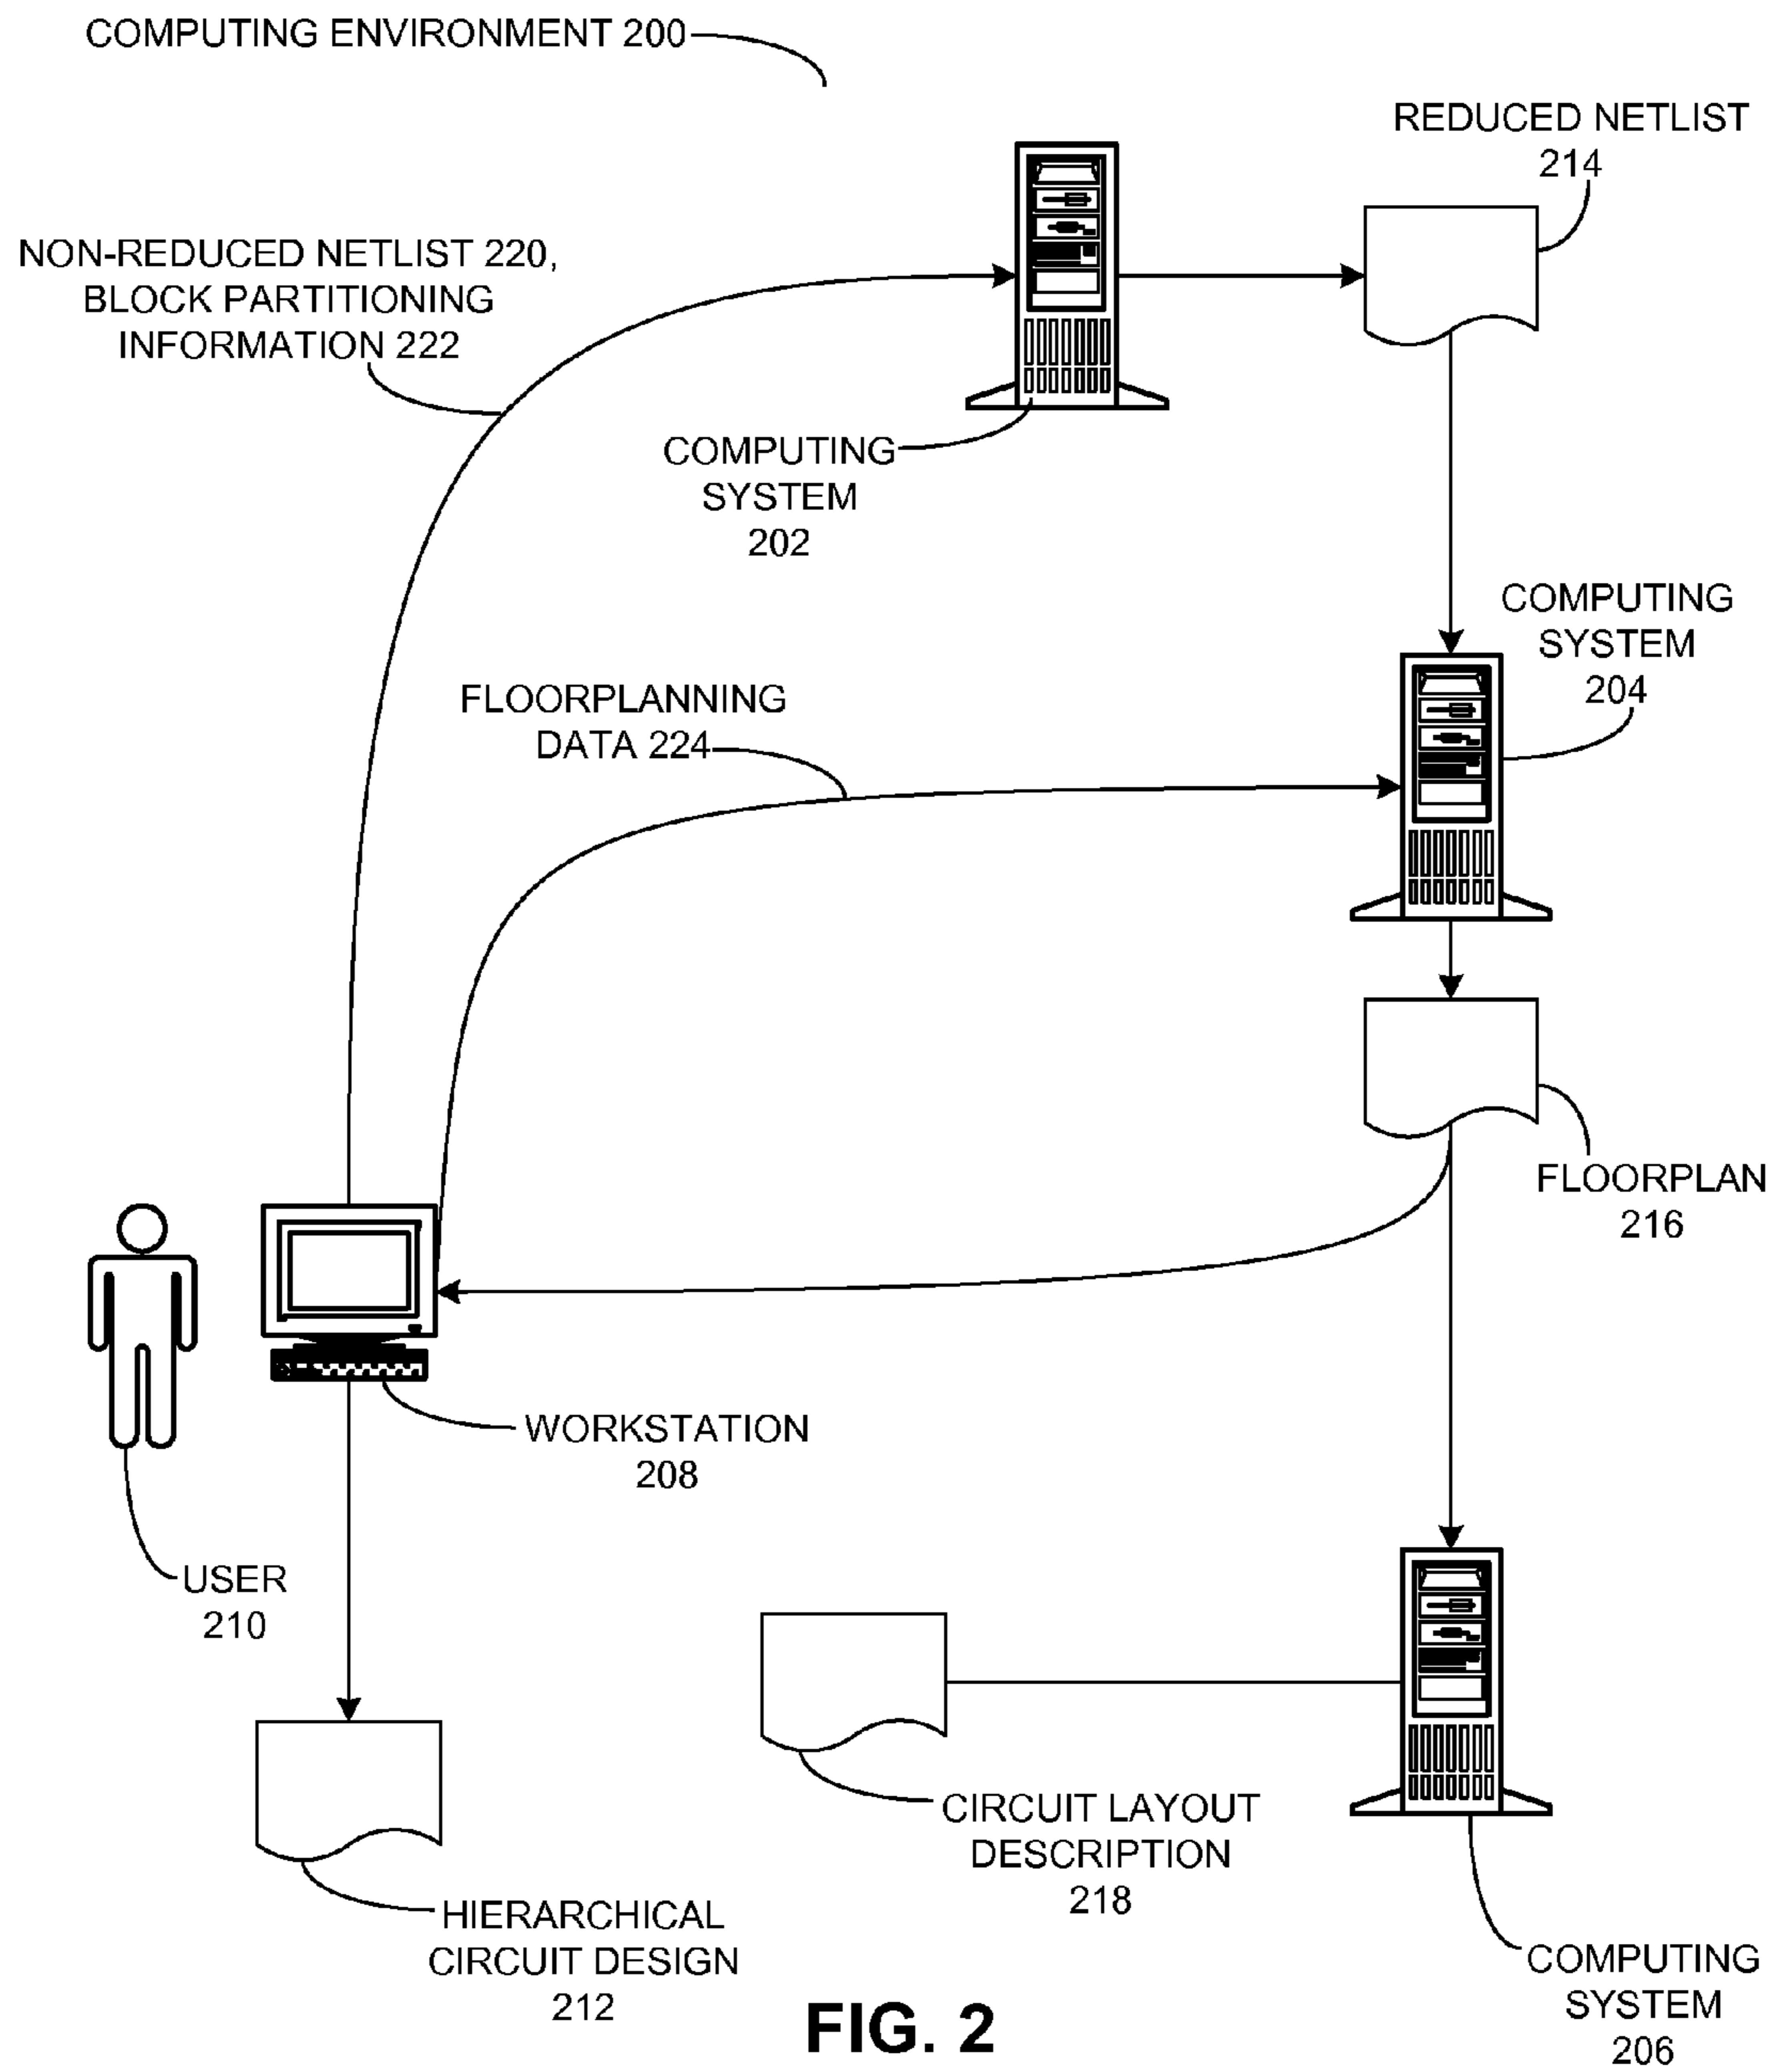 COMPUTING ENVIRONMENT 200
REDUCED NETLIST
214
NON-REDUCED NETLIST 220,
BLOCK PARTITIONING
INFORMATION 222
COMPUTING
SYSTEM
202
COMPUTING
SYSTEM
204
FLOORPLANNING
DATA 224
FLOORPLAN
216
WORKSTATION
208
USER
210
CIRCUIT LAYOUT
DESCRIPTION
218
HIERARCHICAL
CIRCUIT DESIGN
212
COMPUTING
SYSTEM
206
FIG. 2